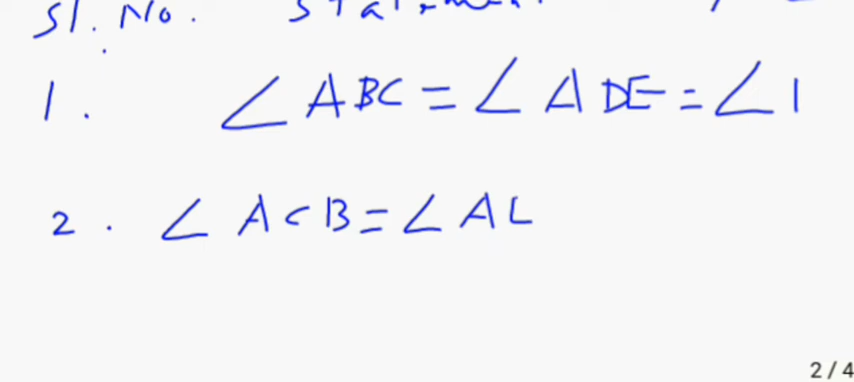 Sl. No.
1. ∠ABC = ∠ADE = ∠1
2. ∠ACB = ∠AL
2/4